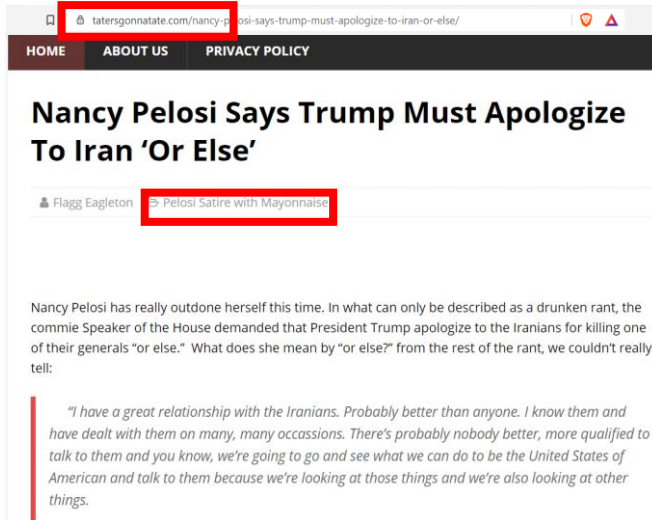 tatersgonnatate.com/nancy-pelosi-says-trump-must-apologize-to-iran-or-else/
HOME ABOUT US PRIVACY POLICY
Nancy Pelosi Says Trump Must Apologize
To Iran ‘Or Else’
Flagg Eagleton Pelosi Satire with Mayonnaise
Nancy Pelosi has really outdone herself this time. In what can only be described as a drunken rant, the
commie Speaker of the House demanded that President Trump apologize to the Iranians for killing one
of their generals “or else.” What does she mean by “or else?” from the rest of the rant, we couldn’t really
tell:
“I have a great relationship with the Iranians. Probably better than anyone. I know them and
have dealt with them on many, many occassions. There’s probably nobody better, more qualified to
talk to them and you know, we’re going to go and see what we can do to be the United States of
American and talk to them because we’re looking at those things and we’re also looking at other
things.